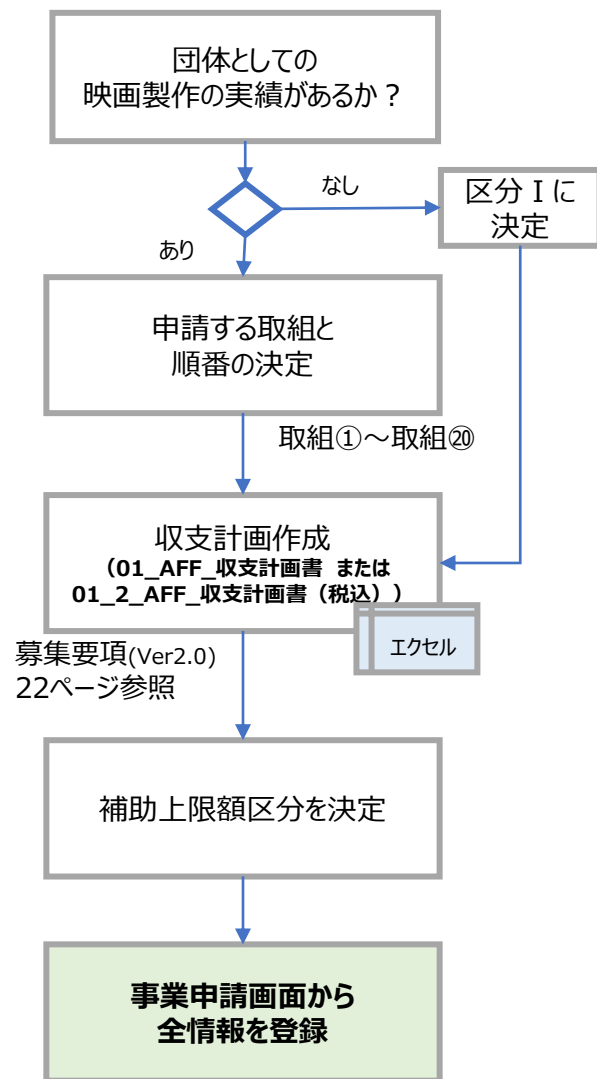 団体としての
映画製作の実績があるか？
なし
区分Ⅰに
決定
あり
申請する取組と
順番の決定
取組①～取組⑳
収支計画作成
（01_AFF_収支計画書 または
01_2_AFF_収支計画書（税込））
エクセル
募集要項(Ver2.0)
22ページ参照
補助上限額区分を決定
事業申請画面から
全情報を登録